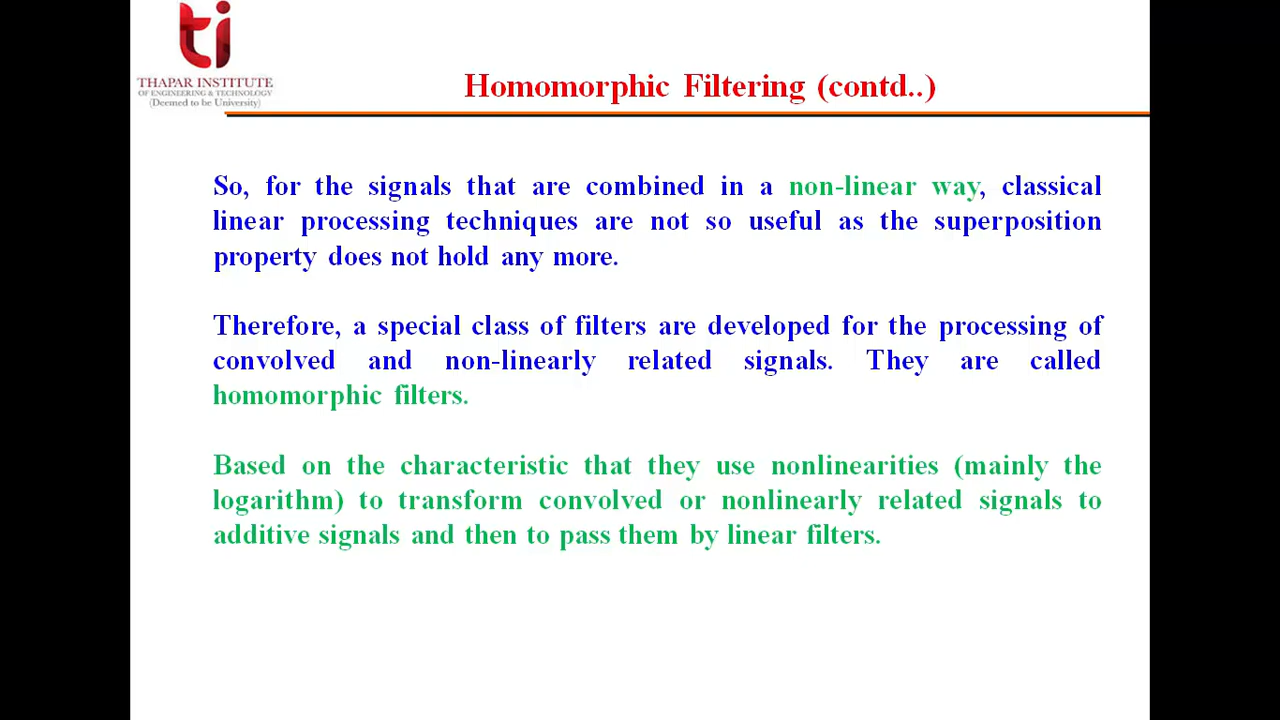 ti
THAPAR INSTITUTE
OF ENGINEERING & TECHNOLOGY
(Deemed to be University)
Homomorphic Filtering (contd..)
So, for the signals that are combined in a non-linear way, classical
linear processing techniques are not so useful as the superposition
property does not hold any more.
Therefore, a special class of filters are developed for the processing of
convolved and non-linearly related signals. They are called
homomorphic filters.
Based on the characteristic that they use nonlinearities (mainly the
logarithm) to transform convolved or nonlinearly related signals to
additive signals and then to pass them by linear filters.